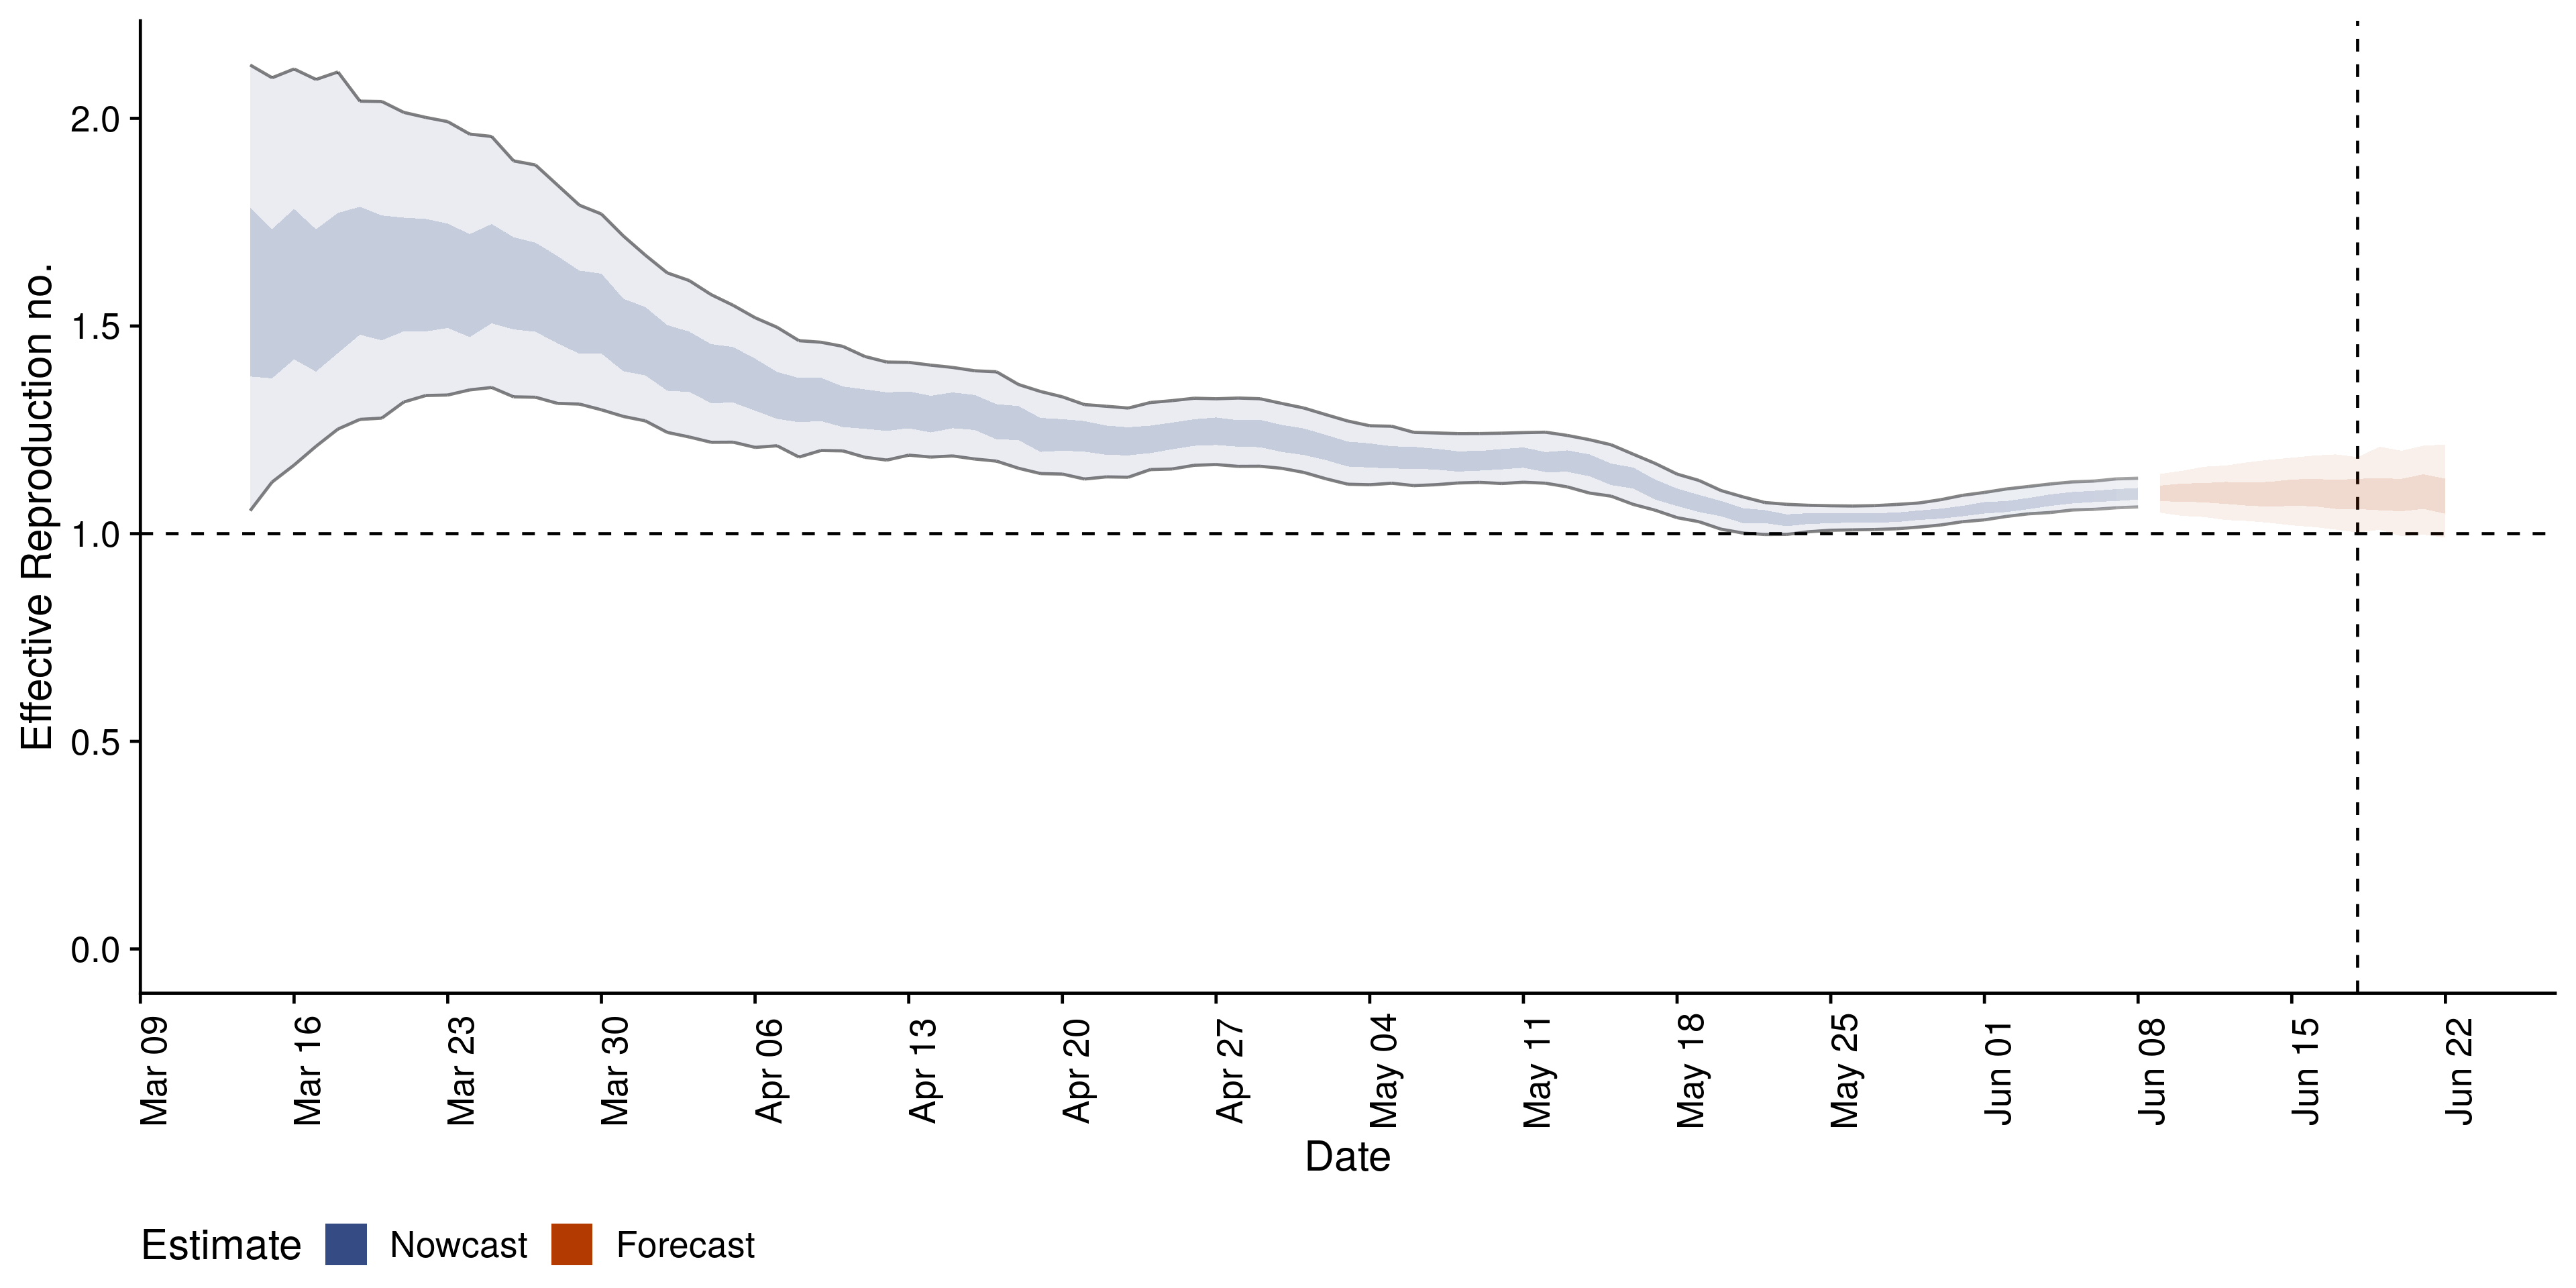 Effective Reproduction no.
2.0
1.5
1.0
0.5
0.0
Mar 09
Mar 16
Mar 23
Mar 30
Apr 06
Apr 13
Apr 20
Apr 27
May 04
May 11
May 18
May 25
Jun 01
Jun 08
Jun 15
Jun 22
Date
Estimate Nowcast Forecast